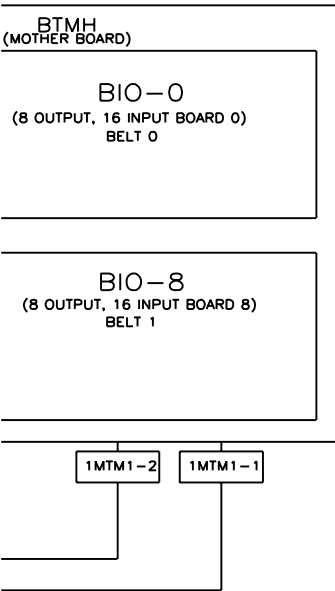 BTMH
(MOTHER BOARD)
BIO-0
(8 OUTPUT, 16 INPUT BOARD 0)
BELT 0
BIO-8
(8 OUTPUT, 16 INPUT BOARD 8)
BELT 1
1MTM1-2 1MTM1-1